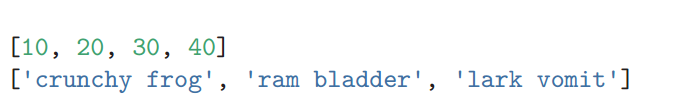 [10, 20, 30, 40]
['crunchy frog', 'ram bladder', 'lark vomit']